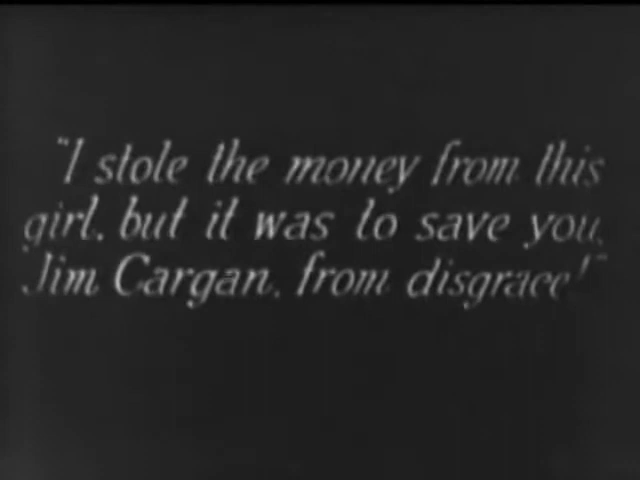 "I stole the money from this
girl, but it was to save you,
Jim Cargan, from disgrace!"